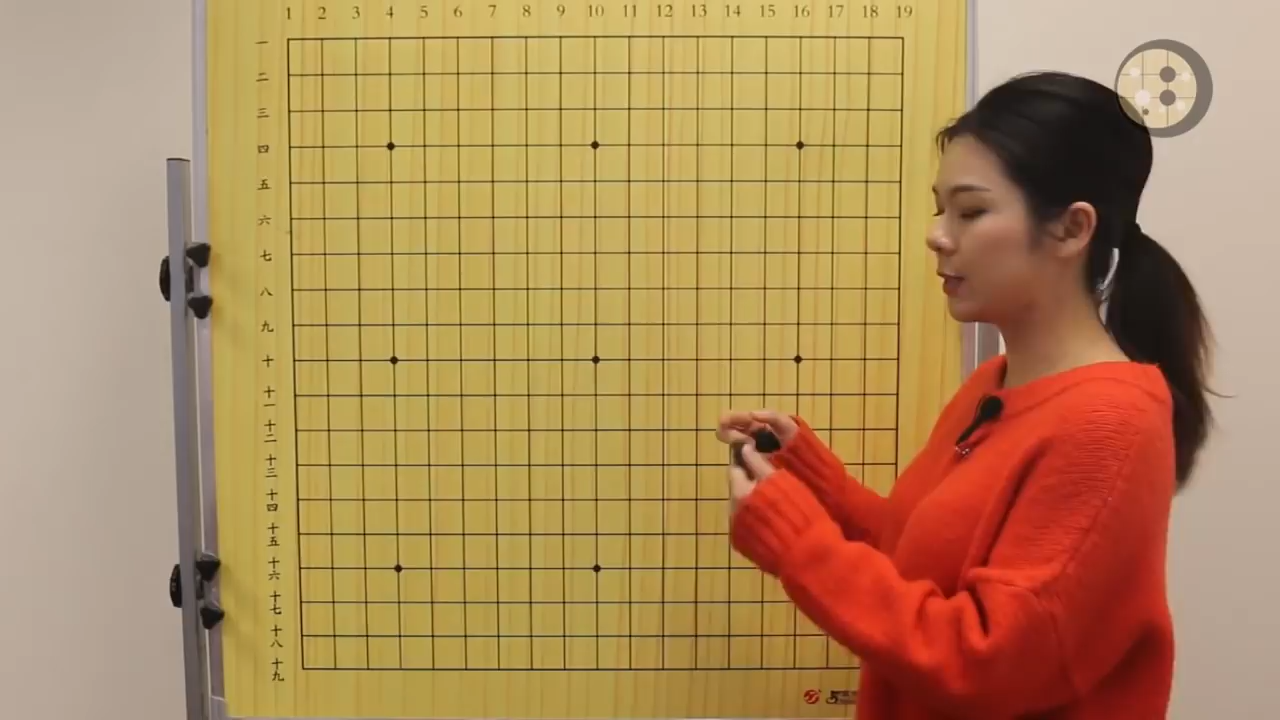 1 2 3 4 5 6 7 8 9 10 11 12 13 14 15 16 17 18 19
一
二
三
四
五
六
七
八
九
十
十一
十二
十三
十四
十五
十六
十七
十八
十九